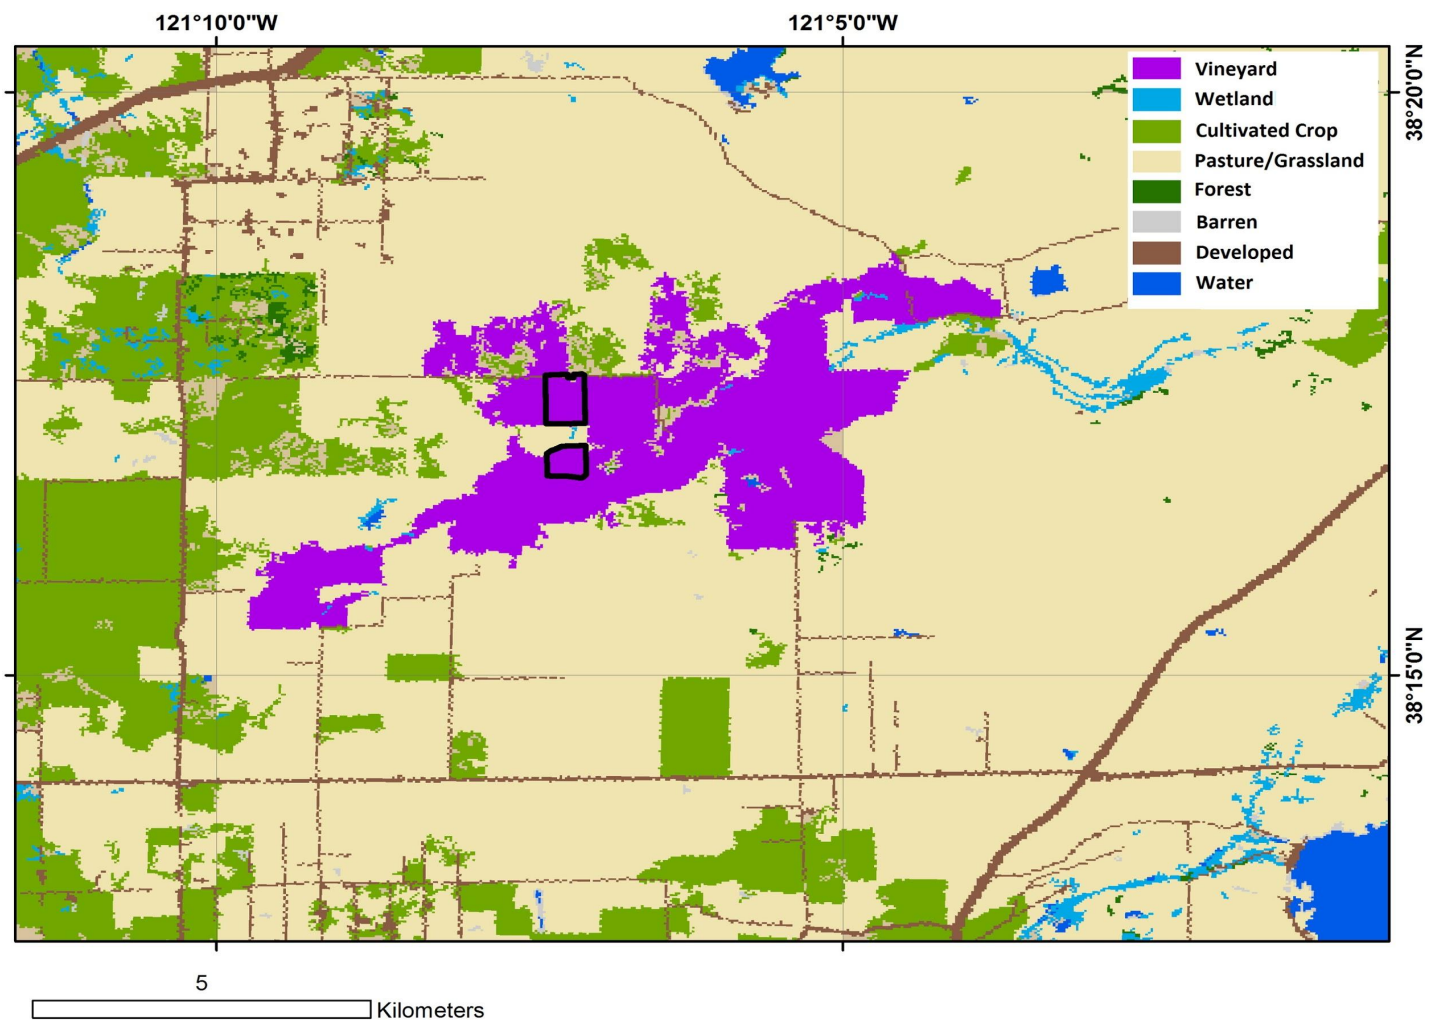 121°10'0"W
121°5'0"W
38°20'0"N
Vineyard
Wetland
Cultivated Crop
Pasture/Grassland
Forest
Barren
Developed
Water
38°15'0"N
5
Kilometers